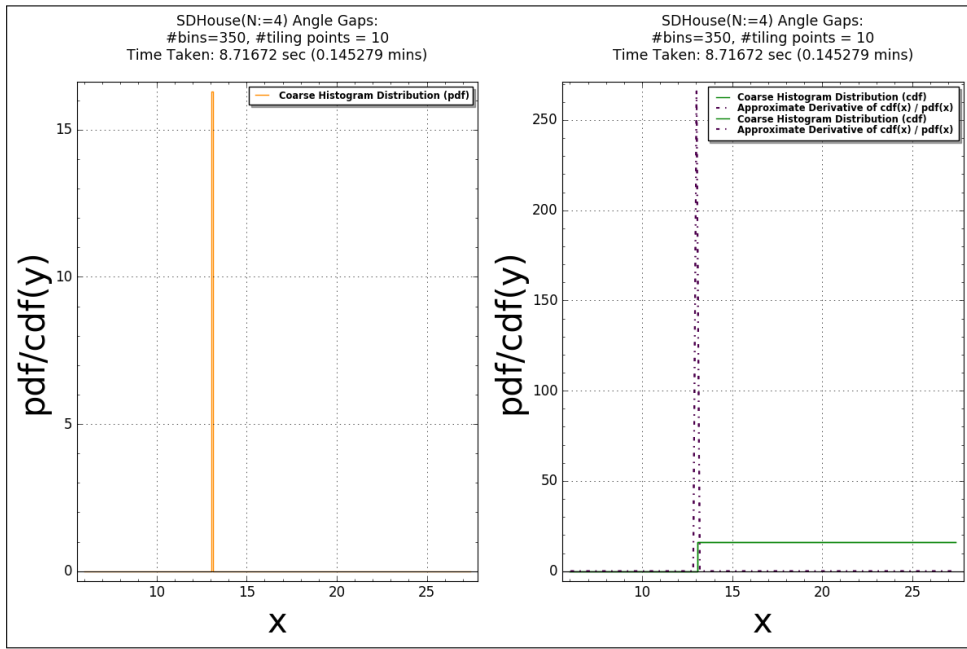 SDHouse(N:=4) Angle Gaps:
#bins=350, #tiling points = 10
Time Taken: 8.71672 sec (0.145279 mins)
Coarse Histogram Distribution (pdf)
15
10
5
0
pdf/cdf(y)
10
15
20
25
x
SDHouse(N:=4) Angle Gaps:
#bins=350, #tiling points = 10
Time Taken: 8.71672 sec (0.145279 mins)
Coarse Histogram Distribution (cdf)
Approximate Derivative of cdf(x) / pdf(x)
Coarse Histogram Distribution (cdf)
Approximate Derivative of cdf(x) / pdf(x)
250
200
150
100
50
0
pdf/cdf(y)
10
15
20
25
x